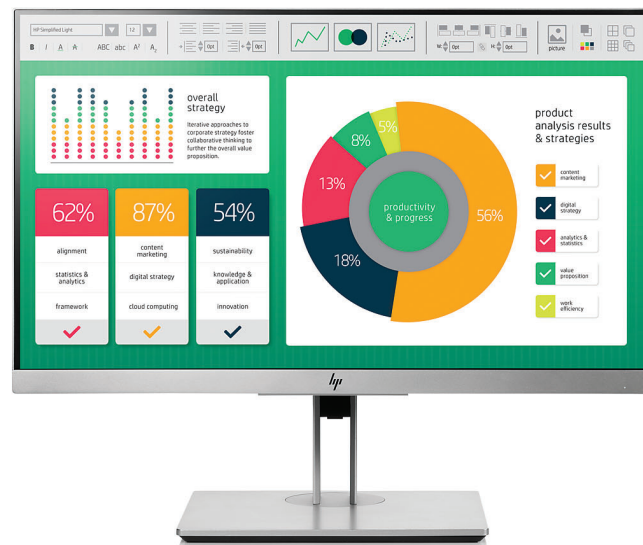 HP Simplified Light
12
B I A A ABC abc A² A₂
0pt
0pt
W: 0pt
H: 0pt
picture
overall
strategy
Iterative approaches to
corporate strategy foster
collaborative thinking to
further the overall value
proposition.
62%
alignment
statistics &
analytics
framework
87%
content
marketing
digital strategy
cloud computing
54%
sustainability
knowledge &
application
innovation
5%
8%
13%
18%
56%
productivity
& progress
product
analysis results
& strategies
content
marketing
digital
strategy
analytics &
statistics
value
proposition
work
efficiency
hp